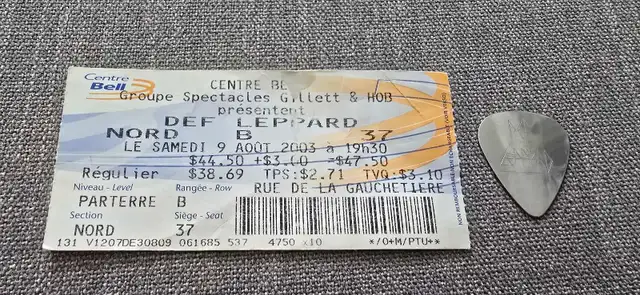 Centre
Bell
CENTRE BE
Groupe Spectacles Gillett & HOB
présentent
DEF LEPPARD
NORD B 37
LE SAMEDI 9 AOÛT 2003 à 19h30
$44.50 +$3.00 =$47.50
Régulier $38.69 TPS:$2.71 TVQ:$3.10
Niveau - Level Rangée - Row RUE DE LA GAUCHETIERE
PARTERRE B
Section Siège - Seat
NORD 37
131 V1207DE30809 061685 537 4750 x10 */O+M/PTU**